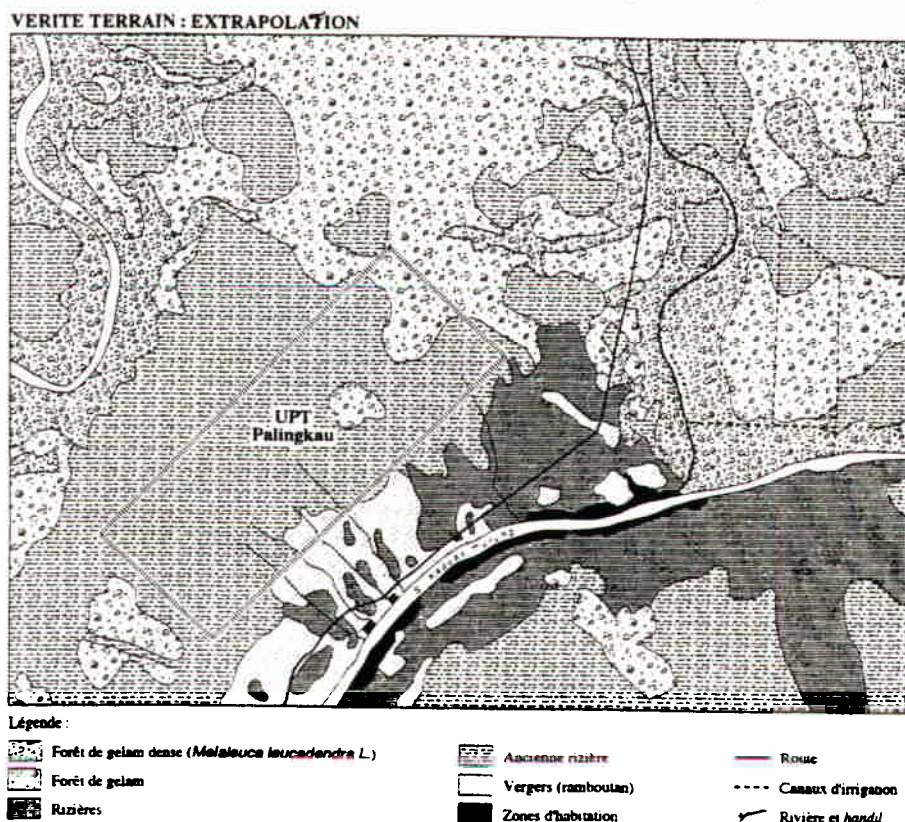 VERITE TERRAIN : EXTRAPOLATION
N
UPT
Palingkau
Légende :
Forêt de gelam dense (Melaleuca leucadendra L.)
Forêt de gelam
Rizières
Ancienne rizière
Vergers (ramboutan)
Zones d'habitation
Route
Canaux d'irrigation
Rivière et handil